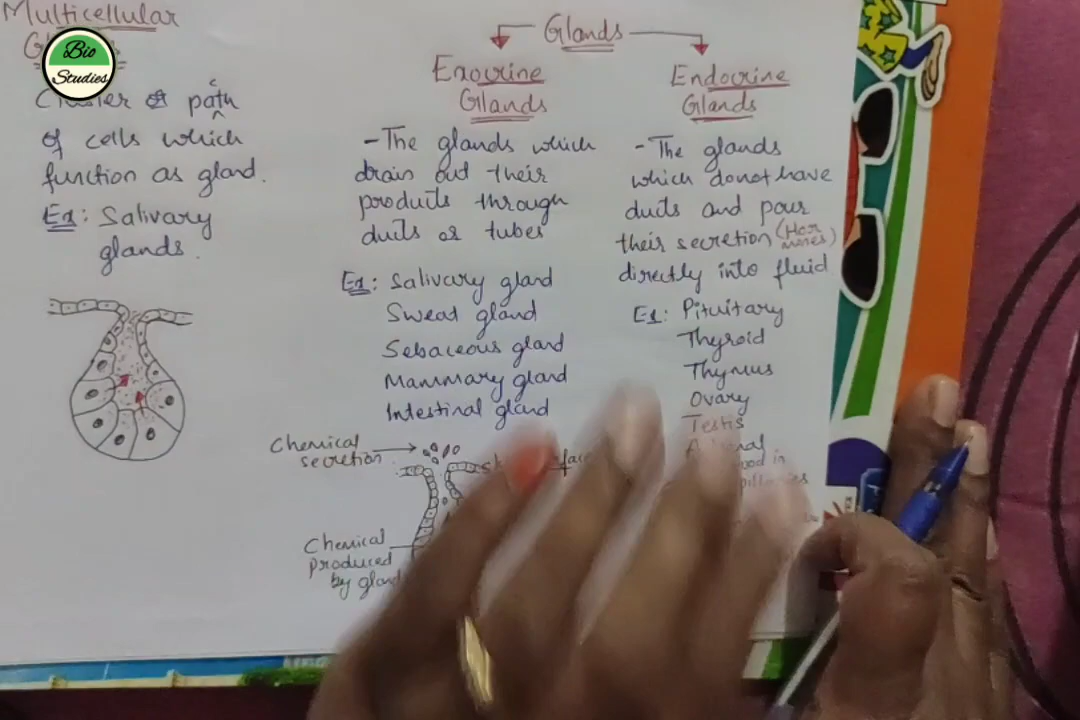 Multicellular
Bio
Studies
Cluster or patch
of cells which
function as gland.
Ex: Salivary
glands.
Glands
Exocrine
Glands
- The glands which
drain out their
products through
ducts or tubes
Ex: Salivary gland
Sweat gland
Sebaceous gland
Mammary gland
Intestinal gland
Chemical
secretion
Chemical
produced
by gland
Endocrine
Glands
- The glands
which donot have
ducts and pour
their secretion (Hor
mones)
directly into fluid
Ex: Pituitary
Thyroid
Thymus
Ovary
Testis